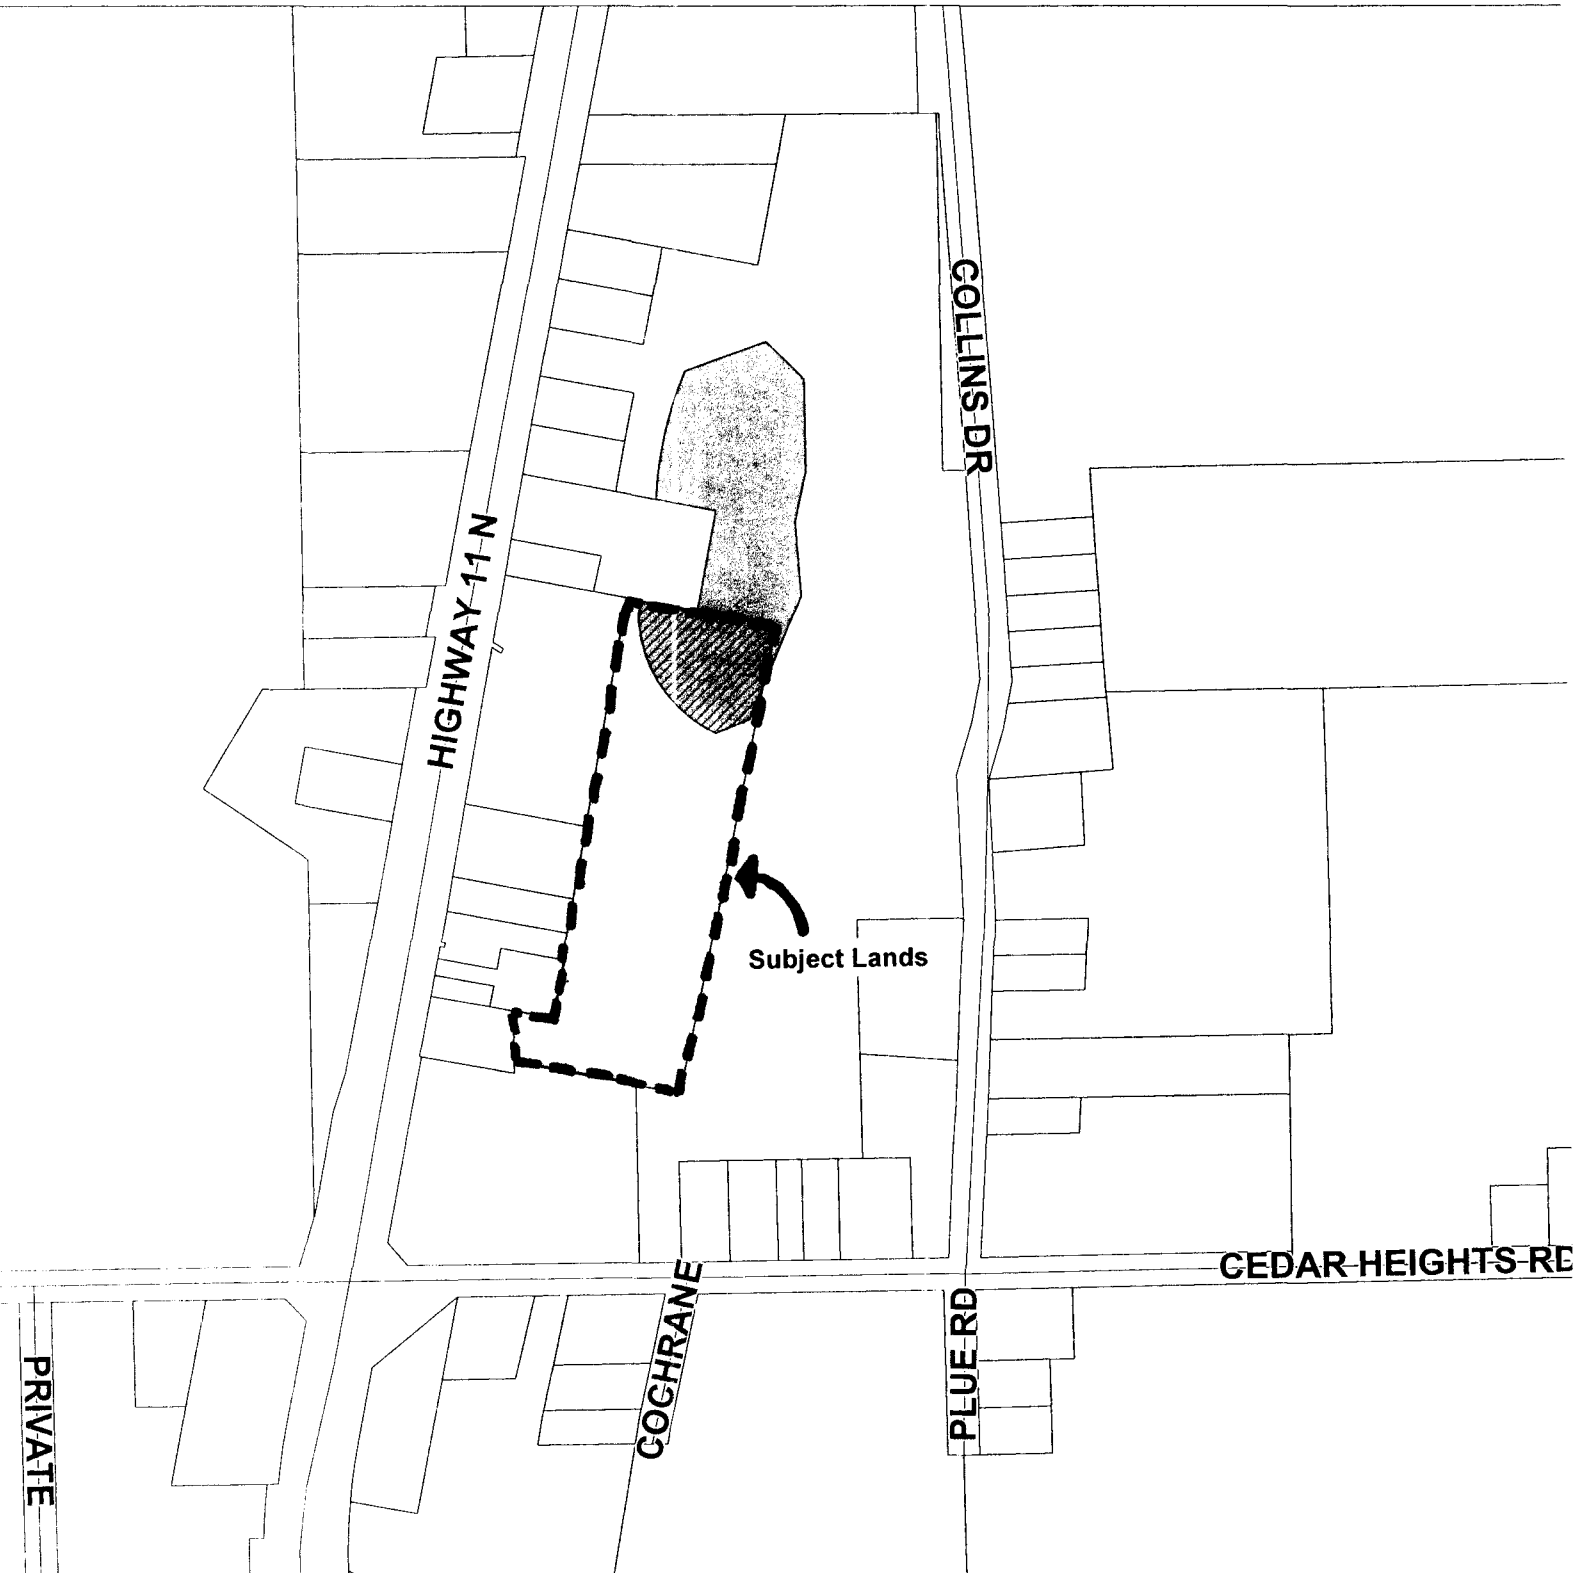 COLLINS DR
HIGHWAY 11 N
Subject Lands
CEDAR HEIGHTS RD
COCHRANE
PLUE RD
PRIVATE